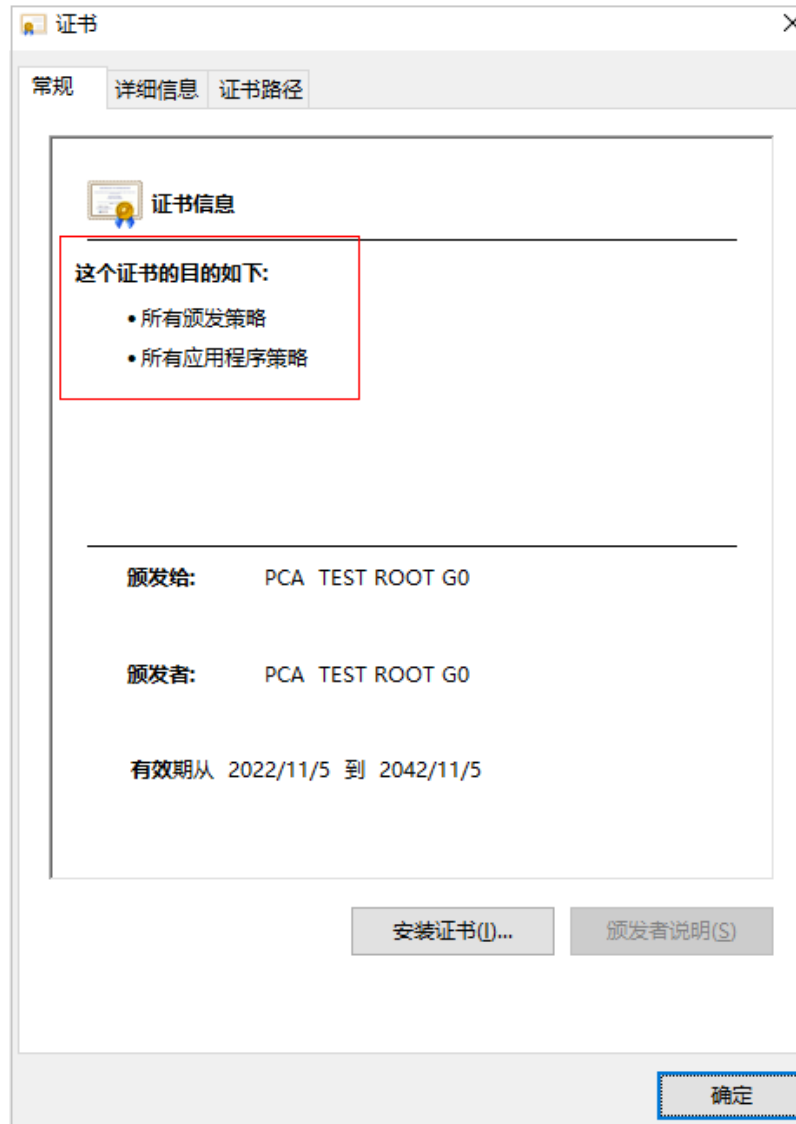 证书
常规 详细信息 证书路径
证书信息
这个证书的目的如下:
• 所有颁发策略
• 所有应用程序策略
颁发给: PCA TEST ROOT G0
颁发者: PCA TEST ROOT G0
有效期从 2022/11/5 到 2042/11/5
安装证书(I)... 颁发者说明(S)
确定